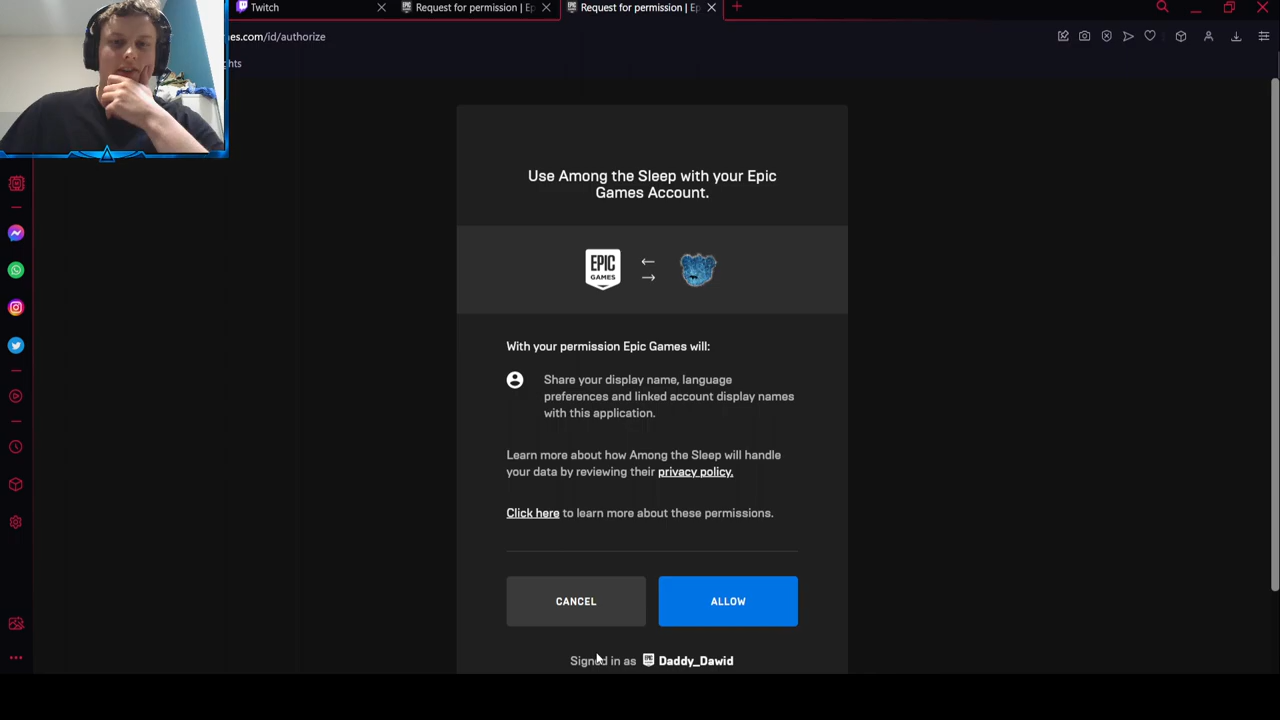 Twitch
Request for permission | Ep
Request for permission | Ep
nes.com/id/authorize
hts
Use Among the Sleep with your Epic
Games Account.
EPIC
GAMES
With your permission Epic Games will:
Share your display name, language
preferences and linked account display names
with this application.
Learn more about how Among the Sleep will handle
your data by reviewing their privacy policy.
Click here to learn more about these permissions.
CANCEL
ALLOW
Signed in as Daddy_Dawid